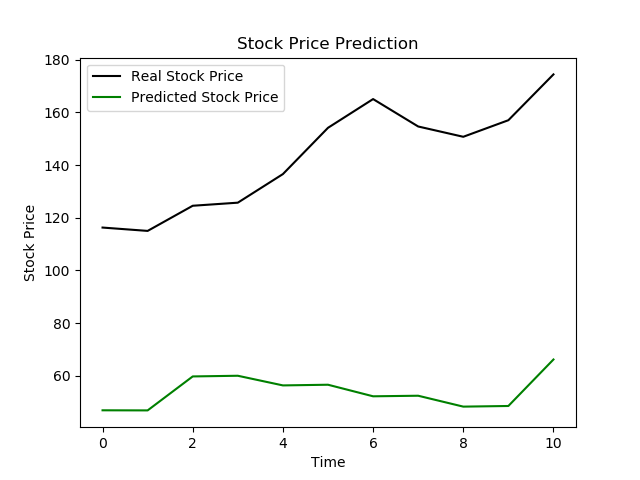 Stock Price Prediction
Real Stock Price
Predicted Stock Price
Stock Price
180
160
140
120
100
80
60
0 2 4 6 8 10
Time